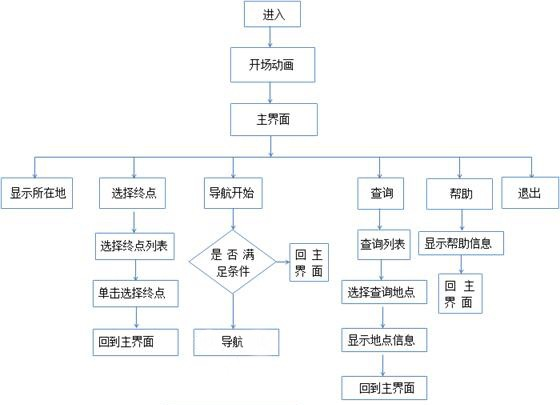 进入
开场动画
主界面
显示所在地
选择终点
导航开始
查询
帮助
退出
选择终点列表
是否满
足条件
回主
界面
查询列表
显示帮助信息
单击选择终点
选择查询地点
回主
界面
回到主界面
导航
显示地点信息
回到主界面